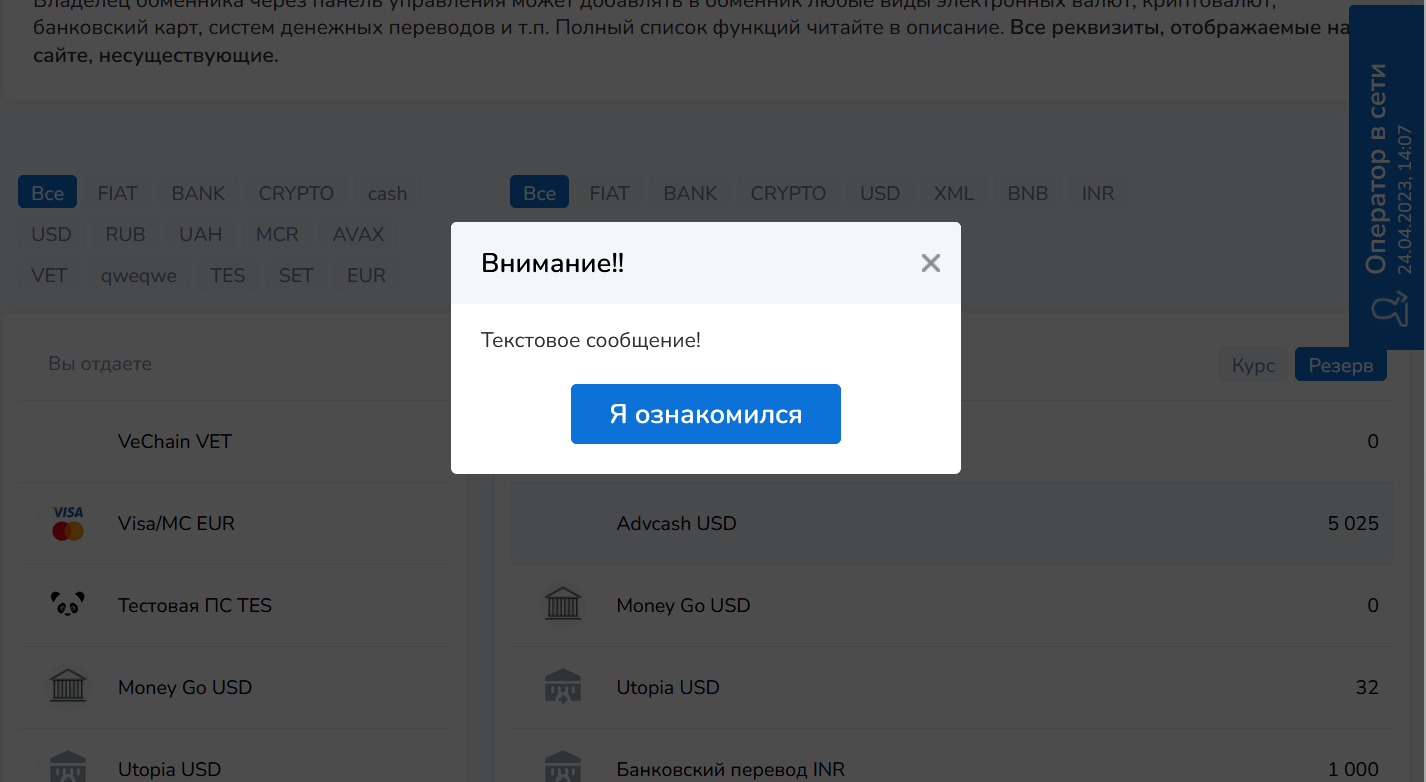 Владелец обменника через панель управления может добавлять в обменник любые виды электронных валют, криптовалют,
банковский карт, систем денежных переводов и т.п. Полный список функций читайте в описание. Все реквизиты, отображаемые на
сайте, несуществующие.
Оператор в сети
24.04.2023, 14:07
Все FIAT BANK CRYPTO cash
USD RUB UAH MCR AVAX
VET qweqwe TES SET EUR
Все FIAT BANK CRYPTO USD XML BNB INR
Внимание!!
Текстовое сообщение!
Я ознакомился
Вы отдаете
Курс Резерв
VeChain VET
0
VISA
Visa/MC EUR
Advcash USD 5 025
Тестовая ПС TES
Money Go USD 0
Money Go USD
Utopia USD 32
Utopia USD
Банковский перевод INR 1 000